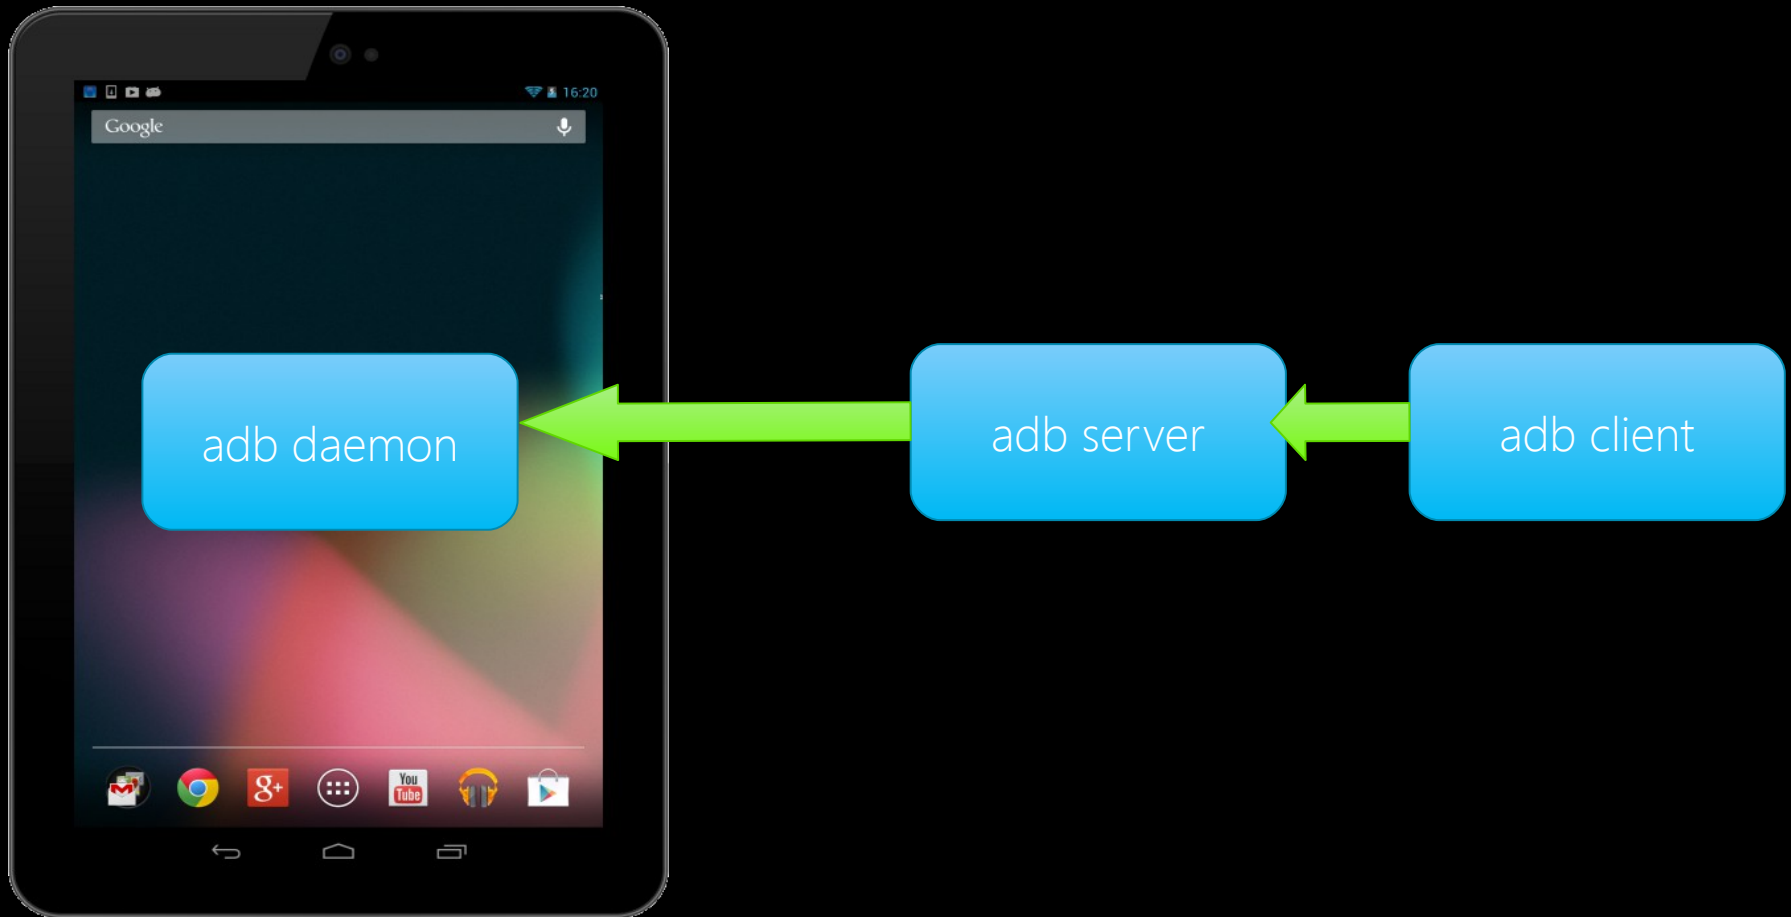 16:20
Google
adb daemon
adb server
adb client
g+
You
Tube